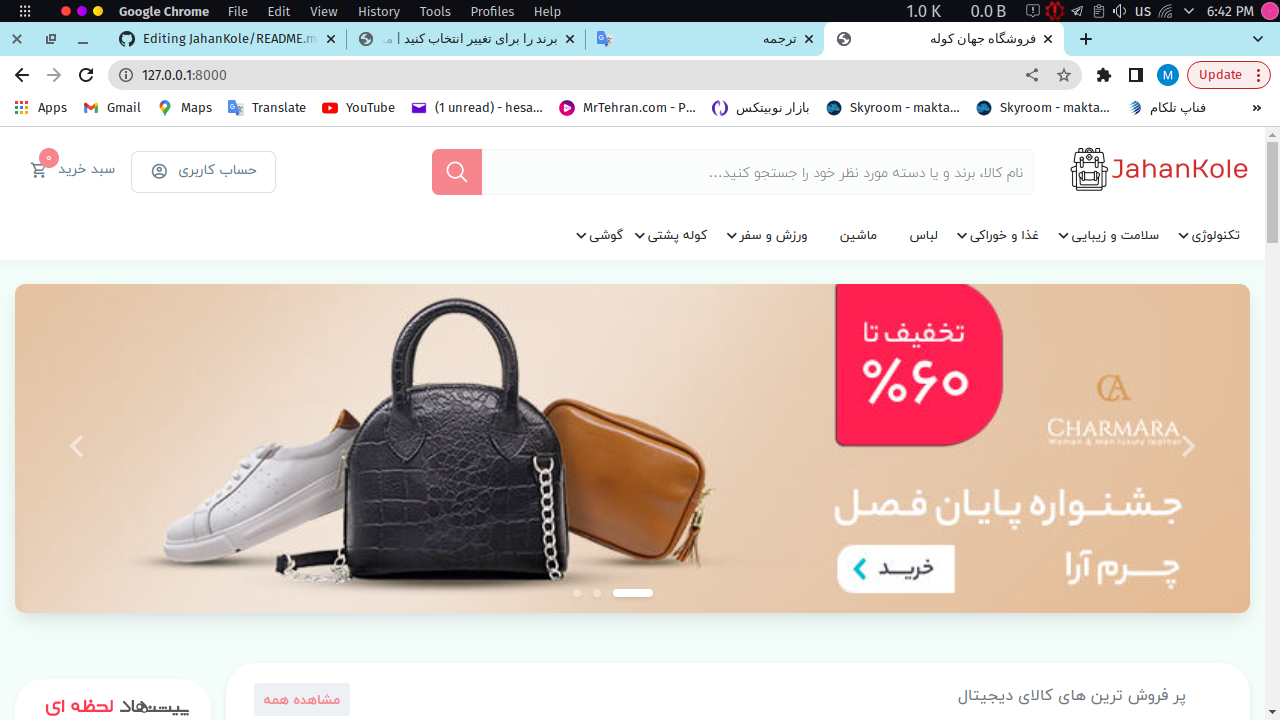 Google Chrome File Edit View History Tools Profiles Help 1.0 K 0.0 B us 6:42 PM
Editing JahanKole/README.m
برند را برای تغییر انتخاب کنید | م
ترجمه
فروشگاه جهان کوله
127.0.0.1:8000
M
Update
Apps Gmail Maps Translate YouTube (1 unread) - hesa... MrTehran.com - P... بازار نوبیتکس Skyroom - makta... Skyroom - makta... فناپ تلکام »
JahanKole
نام کالا، برند و یا دسته مورد نظر خود را جستجو کنید...
حساب کاربری
سبد خرید
۰
تکنولوژی سلامت و زیبایی غذا و خوراکی لباس ماشین ورزش و سفر کوله پشتی گوشی
تخفیف تا
%۶۰
CA
CHARMARA
Women & Men luxury leather
جشنواره پایان فصل
چرم آرا
خرید
پر فروش ترین های کالای دیجیتال
مشاهده همه
پیشنهاد لحظه ای